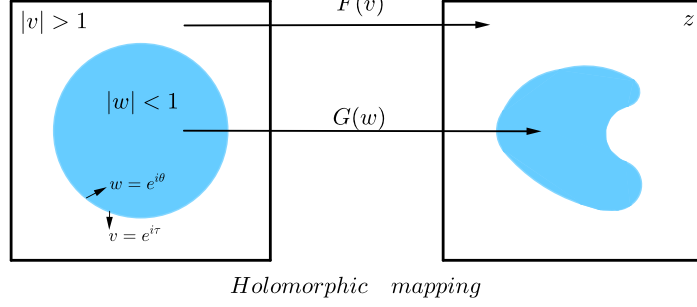 F(v)
|v| > 1
z
|w| < 1
G(w)
w = e^{iθ}
v = e^{iτ}
Holomorphic mapping